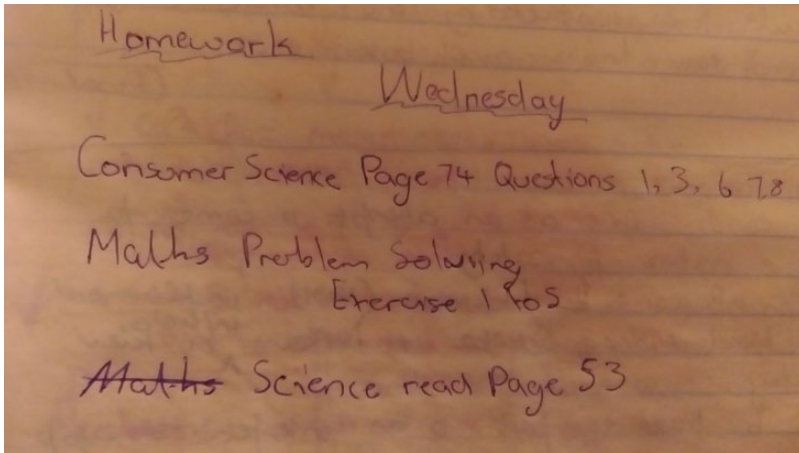 Homework
Wednesday
Consumer Science Page 74 Questions 1, 3, 6, 7,8
Maths Problem Solving
Exercise 1 to 5
Maths Science read Page 53